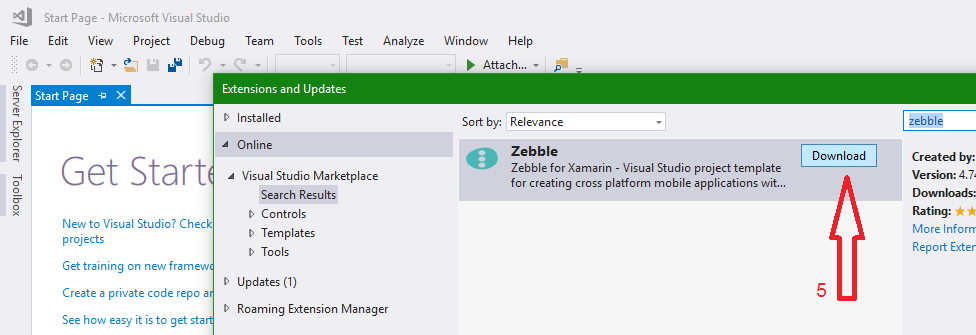 Start Page - Microsoft Visual Studio
File Edit View Project Debug Team Tools Test Analyze Window Help
Attach...
Server Explorer
Toolbox
Start Page
Get Starte
New to Visual Studio? Check
projects
Get training on new framew
Create a private code repo a
See how easy it is to get start
Extensions and Updates
Installed
Online
Visual Studio Marketplace
Search Results
Controls
Templates
Tools
Updates (1)
Roaming Extension Manager
Sort by: Relevance
Zebble
Zebble for Xamarin - Visual Studio project template
for creating cross platform mobile applications wit...
Download
5
zebble
Created by:
Version: 4.74
Downloads:
Rating:
More Inform
Report Exten